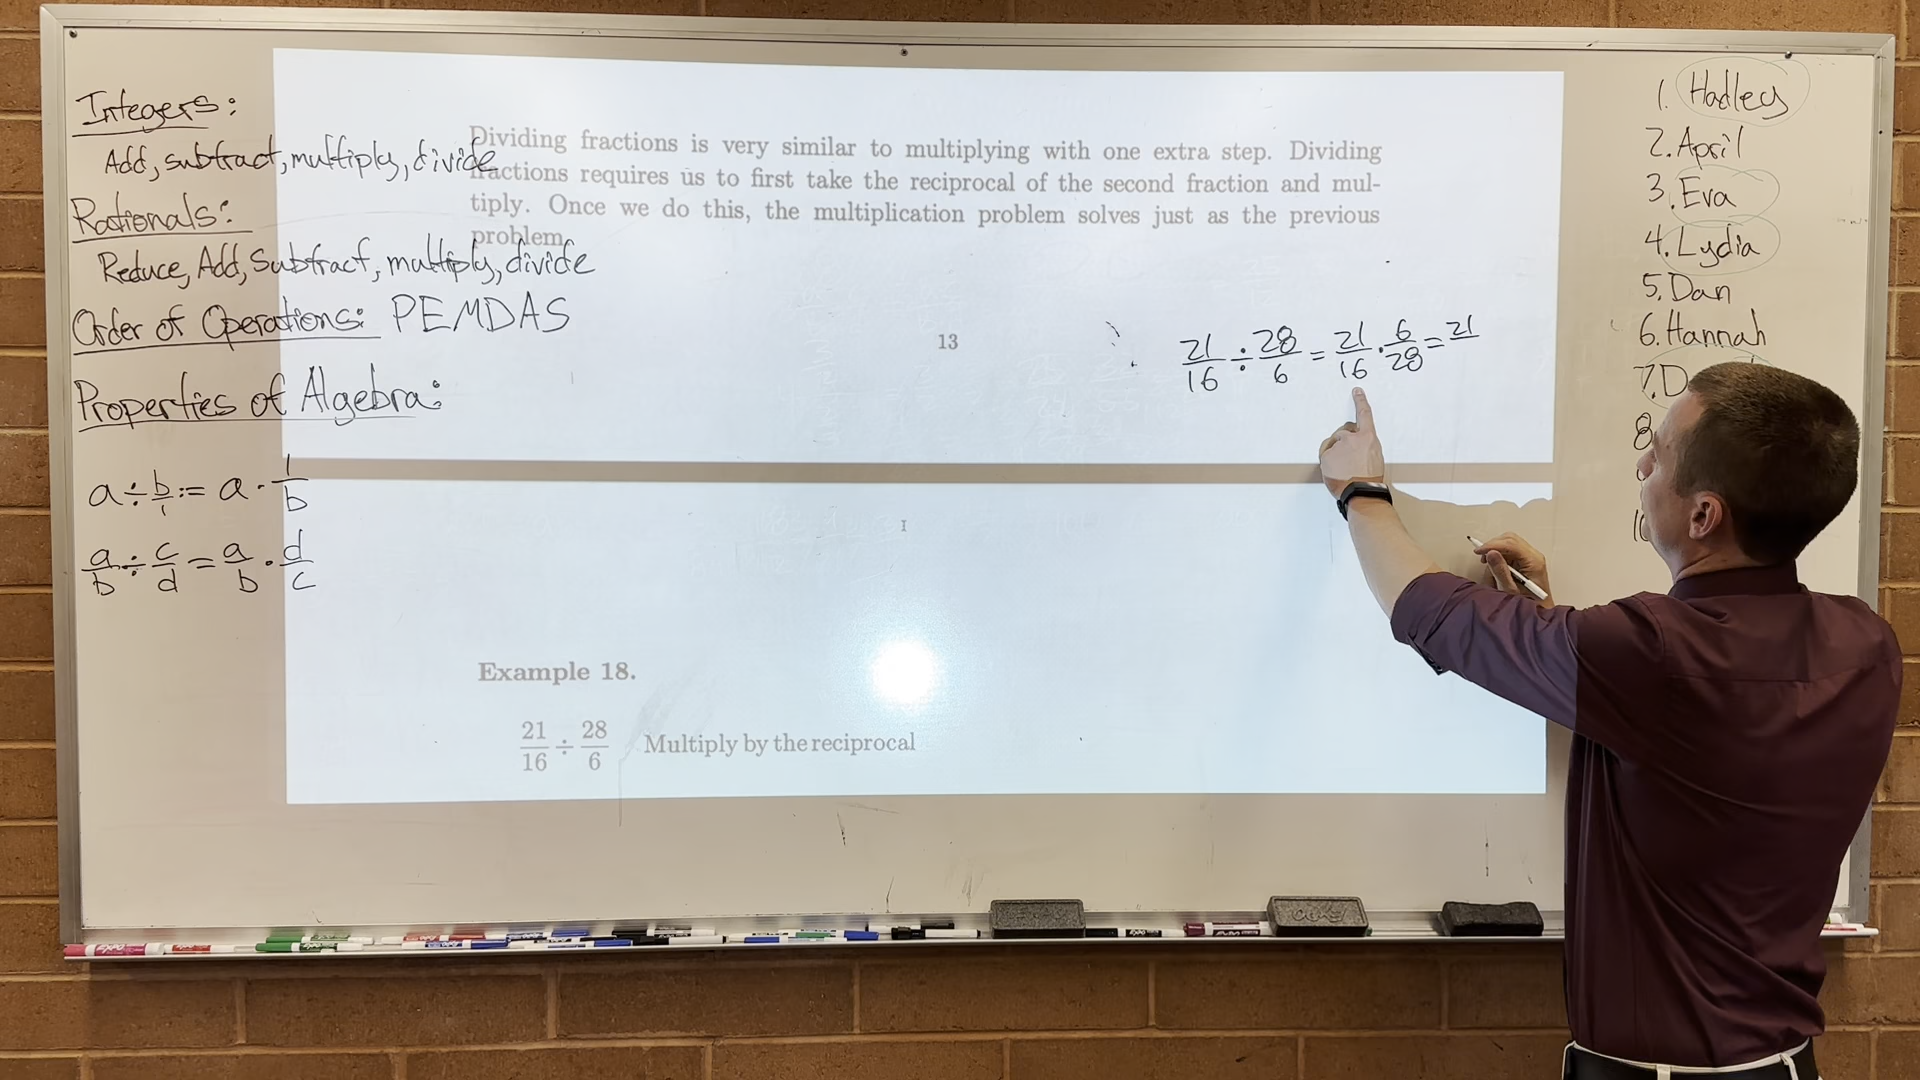 Integers:
Add, subtract, multiply, divide
Rationals:
Reduce, Add, Subtract, multiply, divide
Order of Operations: PEMDAS
Properties of Algebra:
a ÷ b/1 = a · 1/b
a/b ÷ c/d = a/b · d/c
Dividing fractions is very similar to multiplying with one extra step. Dividing
fractions requires us to first take the reciprocal of the second fraction and mul-
tiply. Once we do this, the multiplication problem solves just as the previous
problem.
13
21/16 ÷ 28/6 = 21/16 · 6/28 = 21
Example 18.
21/16 ÷ 28/6 Multiply by the reciprocal
1. Hadley
2. April
3. Eva
4. Lydia
5. Dan
6. Hannah
7. D
8
10